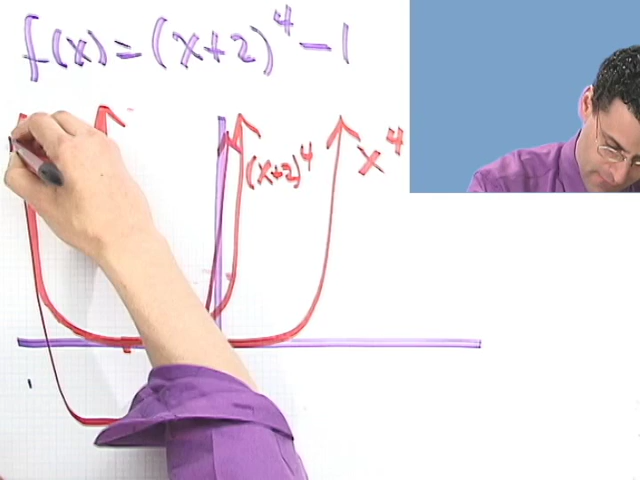 f(x) = (x+2)^4 - 1
(x+2)^4
x^4